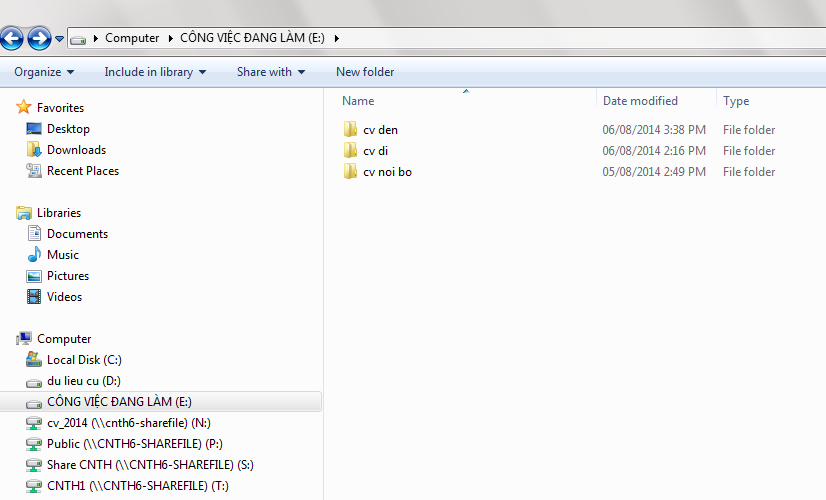 Computer CÔNG VIỆC ĐANG LÀM (E:)
Organize Include in library Share with New folder
Name Date modified Type
Favorites
Desktop
Downloads
Recent Places
Libraries
Documents
Music
Pictures
Videos
Computer
Local Disk (C:)
du lieu cu (D:)
CÔNG VIỆC ĐANG LÀM (E:)
cv_2014 (\\cnth6-sharefile) (N:)
Public (\\CNTH6-SHAREFILE) (P:)
Share CNTH (\\CNTH6-SHAREFILE) (S:)
CNTH1 (\\CNTH6-SHAREFILE) (T:)
cv den 06/08/2014 3:38 PM File folder
cv di 06/08/2014 2:16 PM File folder
cv noi bo 05/08/2014 2:49 PM File folder